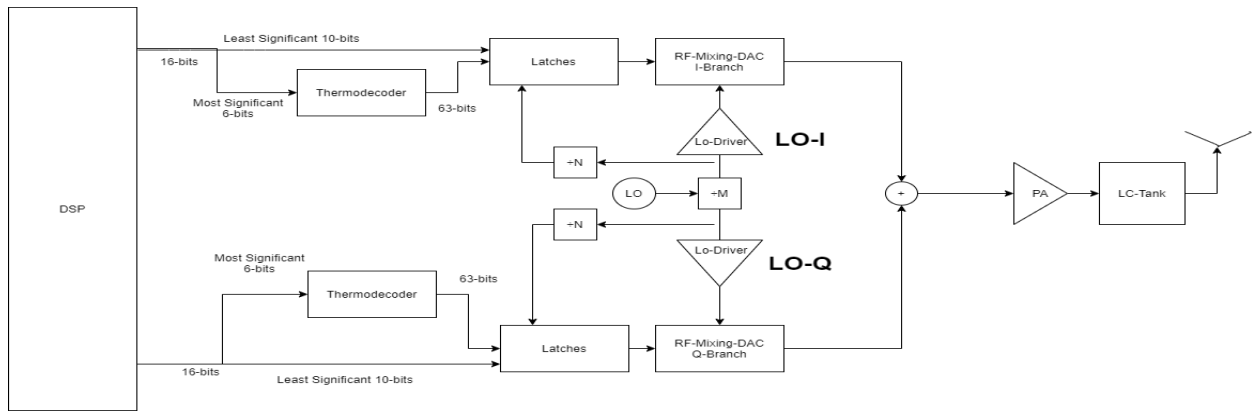 DSP
16-bits
Least Significant 10-bits
Most Significant
6-bits
Thermodecoder
63-bits
Latches
RF-Mixing-DAC
I-Branch
Lo-Driver
LO-I
÷N
LO
÷M
÷N
Lo-Driver
LO-Q
Most Significant
6-bits
Thermodecoder
63-bits
16-bits
Least Significant 10-bits
Latches
RF-Mixing-DAC
Q-Branch
+
PA
LC-Tank